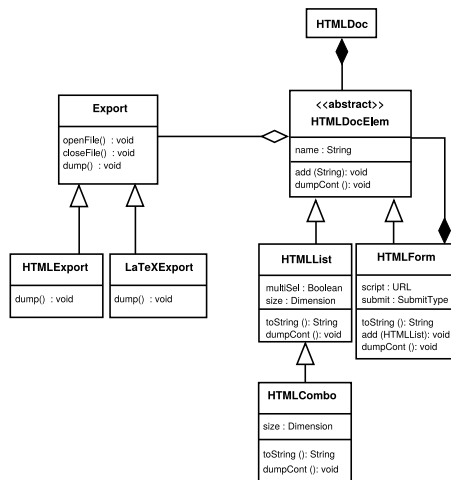 HTMLDoc
Export
openFile() : void
closeFile() : void
dump() : void
<<abstract>>
HTMLDocElem
name : String
add (String): void
dumpCont (): void
HTMLExport
dump() : void
LaTeXExport
dump() : void
HTMLList
multiSel : Boolean
size : Dimension
toString (): String
dumpCont (): void
HTMLForm
script : URL
submit : SubmitType
toString (): String
add (HTMLList): void
dumpCont (): void
HTMLCombo
size : Dimension
toString (): String
dumpCont (): void